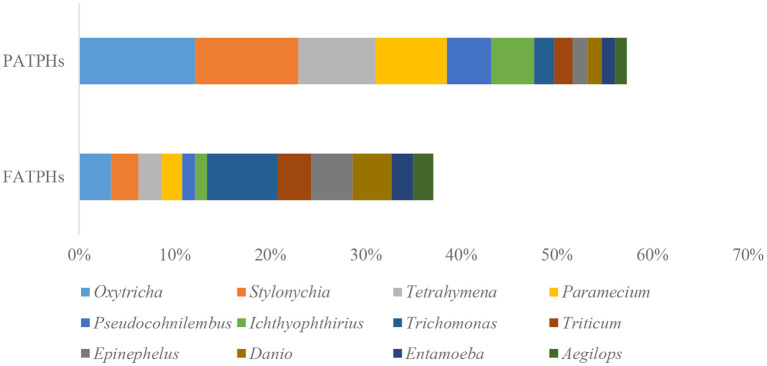 PATPHs
FATPHs
0% 10% 20% 30% 40% 50% 60% 70%
Oxytricha Stylonychia Tetrahymena Paramecium
Pseudocohnilembus Ichthyophthirius Trichomonas Triticum
Epinephelus Danio Entamoeba Aegilops